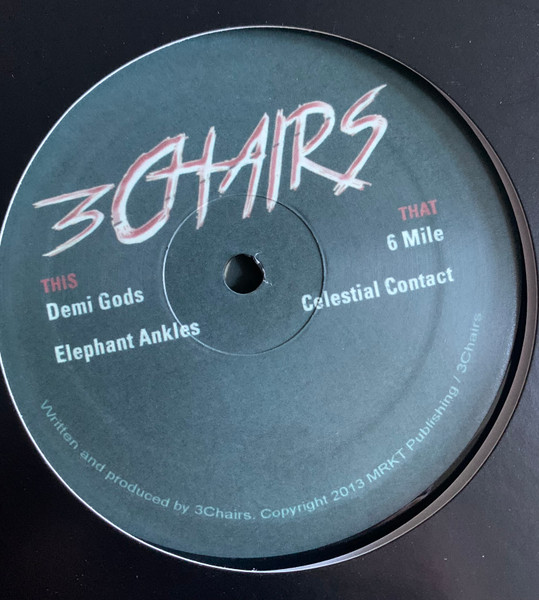 3CHAIRS
THiS
Demi Gods
Elephant Ankles
THAT
6 Mile
Celestial Contact
Written and produced by 3Chairs. Copyright 2013 MRKT Publishing / 3Chairs